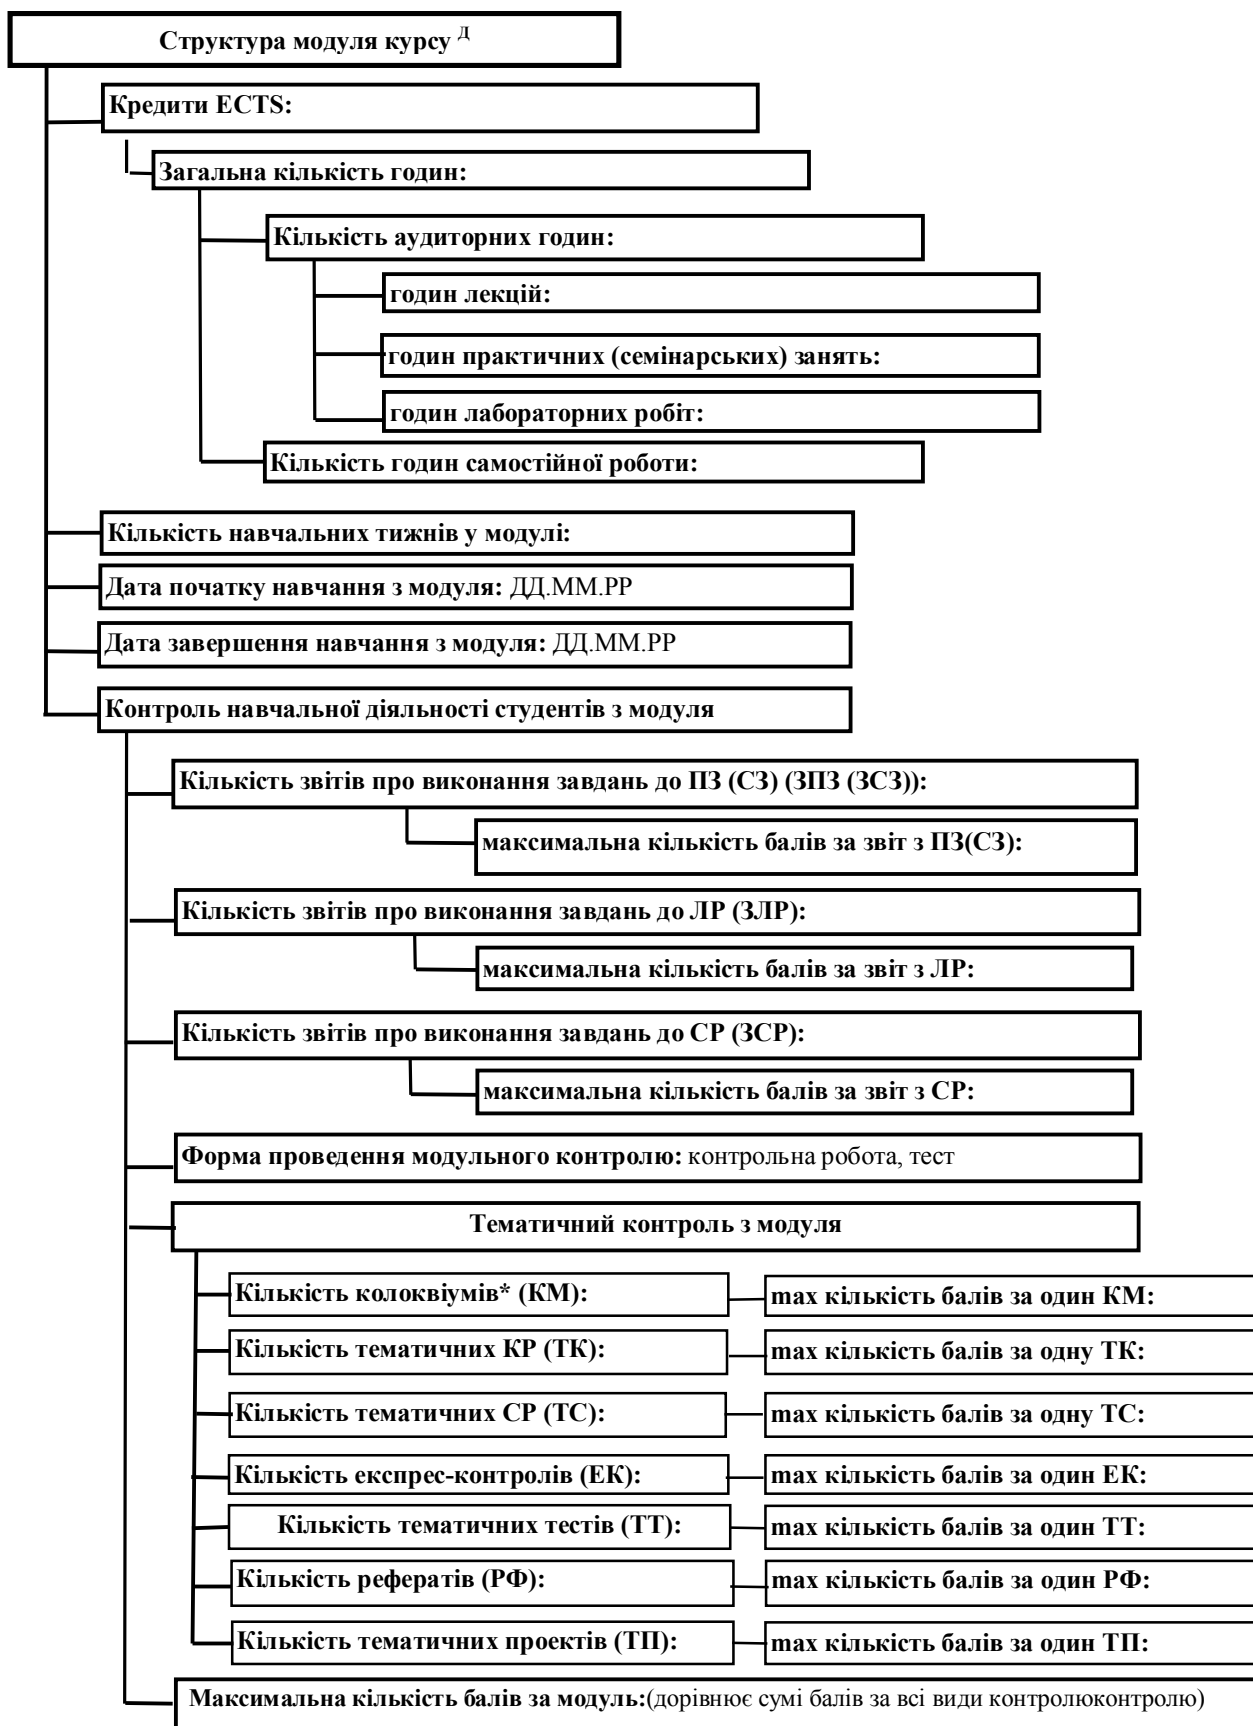 Структура модуля курсу Д
Кредити ECTS:
Загальна кількість годин:
Кількість аудиторних годин:
годин лекцій:
годин практичних (семінарських) занять:
годин лабораторних робіт:
Кількість годин самостійної роботи:
Кількість навчальних тижнів у модулі:
Дата початку навчання з модуля: ДД.ММ.РР
Дата завершення навчання з модуля: ДД.ММ.РР
Контроль навчальної діяльності студентів з модуля
Кількість звітів про виконання завдань до ПЗ (СЗ) (ЗПЗ (ЗСЗ)):
максимальна кількість балів за звіт з ПЗ(СЗ):
Кількість звітів про виконання завдань до ЛР (ЗЛР):
максимальна кількість балів за звіт з ЛР:
Кількість звітів про виконання завдань до СР (ЗСР):
максимальна кількість балів за звіт з СР:
Форма проведення модульного контролю: контрольна робота, тест
Тематичний контроль з модуля
Кількість колоквіумів* (КМ): max кількість балів за один КМ:
Кількість тематичних КР (ТК): max кількість балів за одну ТК:
Кількість тематичних СР (ТС): max кількість балів за одну ТС:
Кількість експрес-контролів (ЕК): max кількість балів за один ЕК:
Кількість тематичних тестів (ТТ): max кількість балів за один ТТ:
Кількість рефератів (РФ): max кількість балів за один РФ:
Кількість тематичних проектів (ТП): max кількість балів за один ТП:
Максимальна кількість балів за модуль:(дорівнює сумі балів за всі види контролюконтролю)